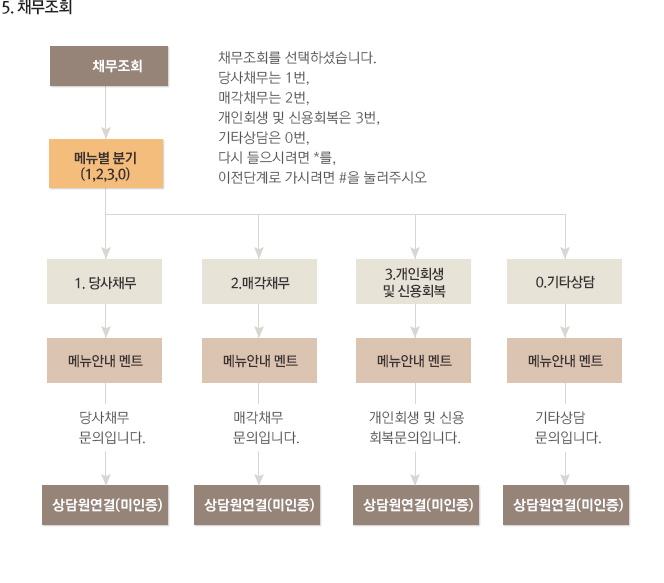 5. 채무조회
채무조회
채무조회를 선택하셨습니다.
당사채무는 1번,
매각채무는 2번,
개인회생 및 신용회복은 3번,
기타상담은 0번,
다시 들으시려면 *를,
이전단계로 가시려면 #을 눌러주시오
메뉴별 분기
(1,2,3,0)
1. 당사채무
2.매각채무
3.개인회생
및 신용회복
0.기타상담
메뉴안내 멘트
메뉴안내 멘트
메뉴안내 멘트
메뉴안내 멘트
당사채무
문의입니다.
매각채무
문의입니다.
개인회생 및 신용
회복문의입니다.
기타상담
문의입니다.
상담원연결(미인증)
상담원연결(미인증)
상담원연결(미인증)
상담원연결(미인증)